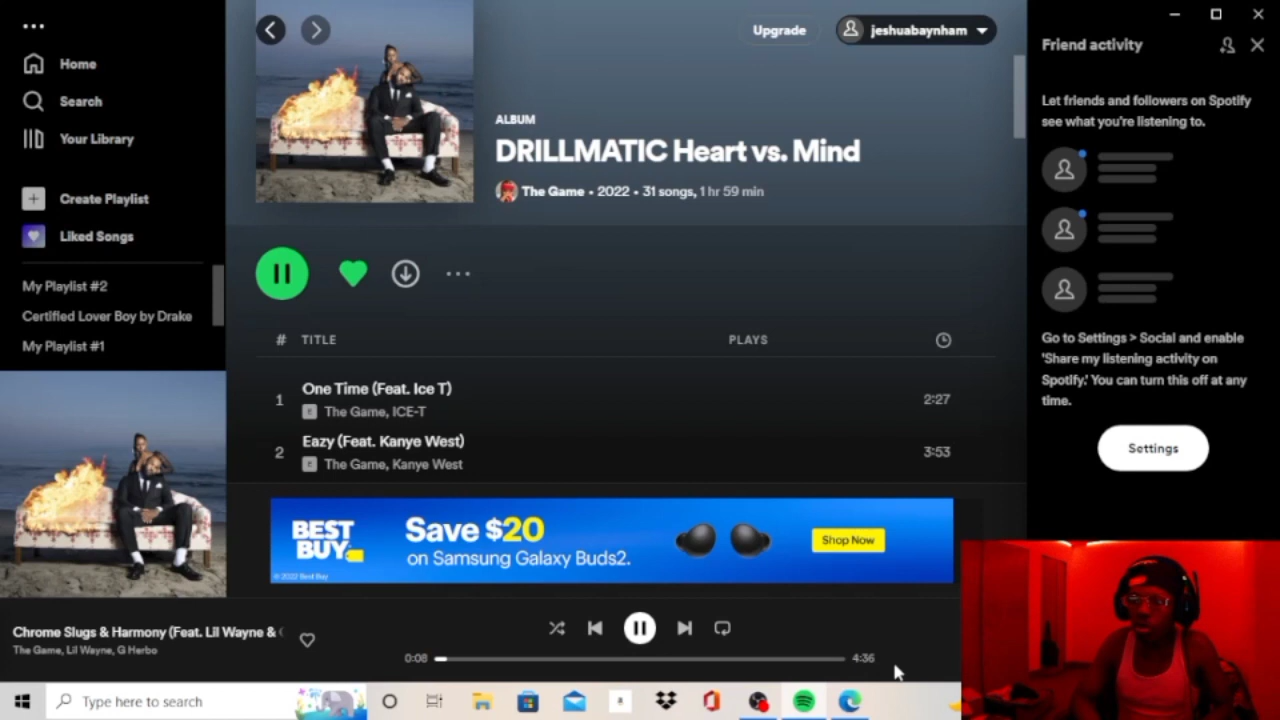 Home
Search
Your Library
Create Playlist
Liked Songs
My Playlist #2
Certified Lover Boy by Drake
My Playlist #1
Upgrade
jeshuabaynham
ALBUM
DRILLMATIC Heart vs. Mind
The Game • 2022 • 31 songs, 1 hr 59 min
# TITLE PLAYS
1 One Time (Feat. Ice T) 2:27
E The Game, ICE-T
2 Eazy (Feat. Kanye West) 3:53
E The Game, Kanye West
BEST BUY
Save $20
on Samsung Galaxy Buds2.
Shop Now
© 2022 Best Buy
Friend activity
Let friends and followers on Spotify
see what you're listening to.
Go to Settings > Social and enable
'Share my listening activity on
Spotify.' You can turn this off at any
time.
Settings
Chrome Slugs & Harmony (Feat. Lil Wayne &
The Game, Lil Wayne, G Herbo
0:08 4:36
Type here to search